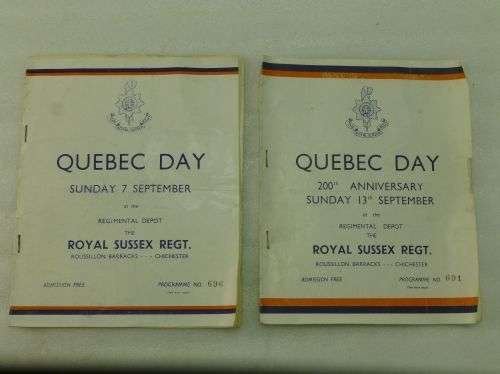 QUEBEC DAY
SUNDAY 7 SEPTEMBER
at the
REGIMENTAL DEPOT
THE
ROYAL SUSSEX REGT.
ROUSSILLON BARRACKS - - - CHICHESTER
ADMISSION FREE PROGRAMME NO. 696
QUEBEC DAY
200TH ANNIVERSARY
SUNDAY 13TH SEPTEMBER
at the
REGIMENTAL DEPOT
THE
ROYAL SUSSEX REGT.
ROUSSILLON BARRACKS - - - CHICHESTER
ADMISSION FREE PROGRAMME NO. 691